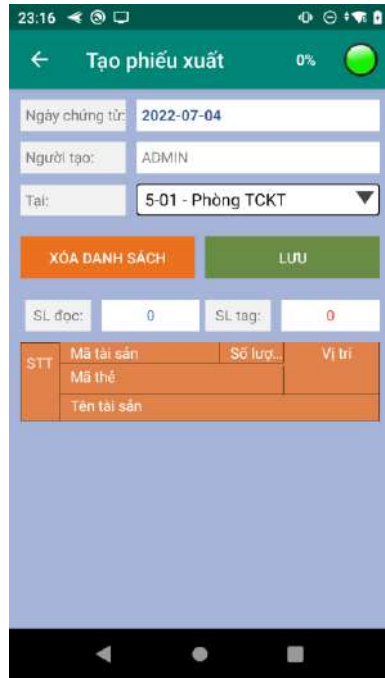 23:16
Tạo phiếu xuất 0%
Ngày chứng từ: 2022-07-04
Người tạo: ADMIN
Tại: 5-01 - Phòng TCKT
XÓA DANH SÁCH LƯU
SL đọc: 0 SL tag: 0
STT Mã tài sản Số lượ... Vị trí
Mã thẻ
Tên tài sản